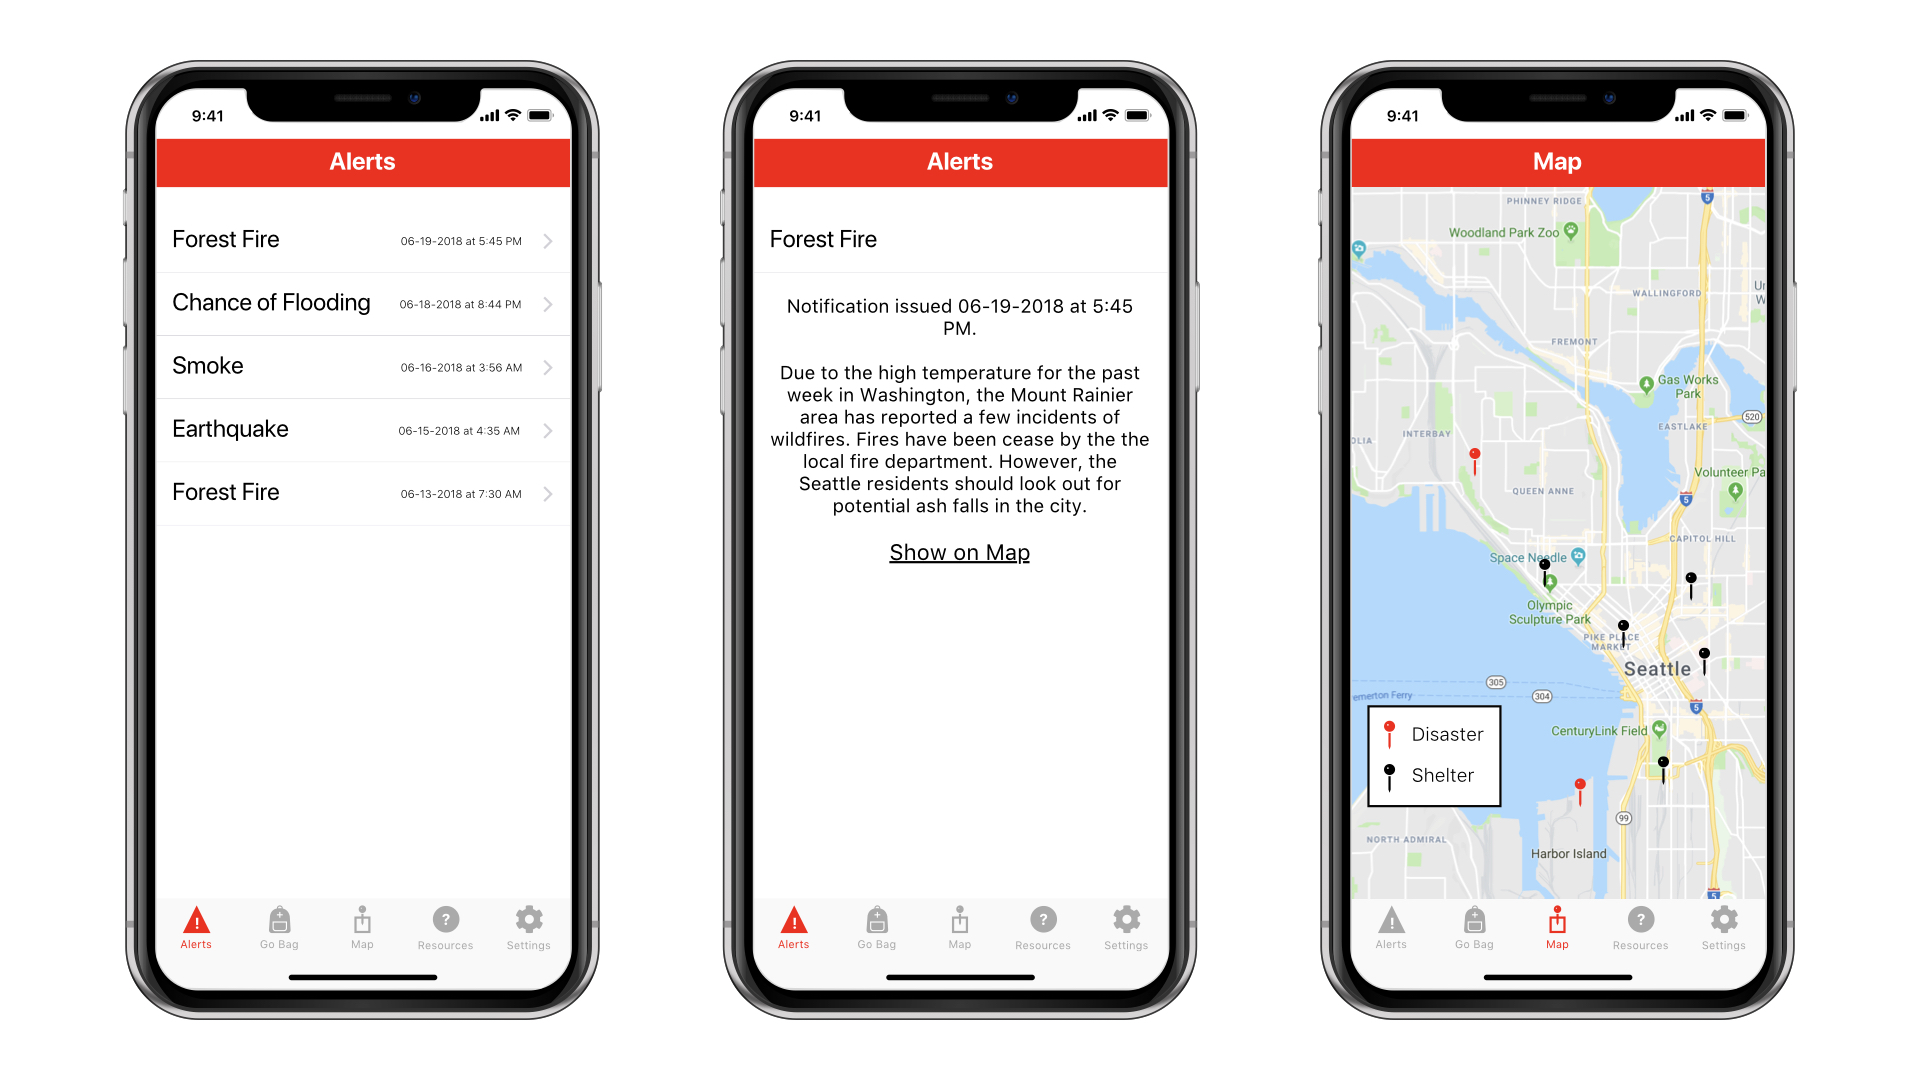 9:41
Alerts
Forest Fire 06-19-2018 at 5:45 PM
Chance of Flooding 06-18-2018 at 8:44 PM
Smoke 06-16-2018 at 3:56 AM
Earthquake 06-15-2018 at 4:35 AM
Forest Fire 06-13-2018 at 7:30 AM
Alerts Go Bag Map Resources Settings
9:41
Alerts
Forest Fire
Notification issued 06-19-2018 at 5:45
PM.
Due to the high temperature for the past
week in Washington, the Mount Rainier
area has reported a few incidents of
wildfires. Fires have been cease by the the
local fire department. However, the
Seattle residents should look out for
potential ash falls in the city.
Show on Map
Alerts Go Bag Map Resources Settings
9:41
Map
PHINNEY RIDGE
5
Woodland Park Zoo
WALLINGFORD
U
W
FREMONT
Gas Works
Park
520
EASTLAKE
OLIA
INTERBAY
Volunteer Pa
QUEEN ANNE
5
CAPITOL HILL
Space Needle
Olympic
Sculpture Park
PIKE PLACE
MARKET
Seattle
305
304
emerton Ferry
5
CenturyLink Field
Disaster
Shelter
99
NORTH ADMIRAL
Harbor Island
5
Alerts Go Bag Map Resources Settings